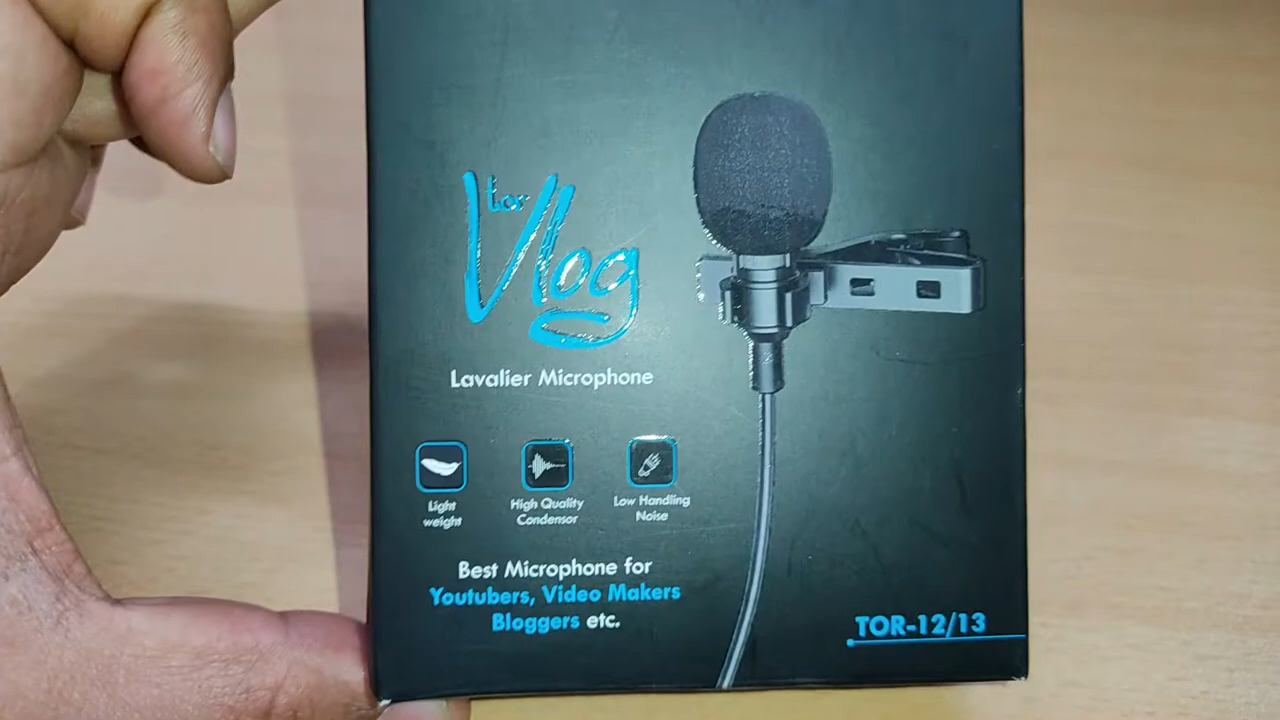 tor
Vlog
Lavalier Microphone
Light
weight
High Quality
Condensor
Low Handling
Noise
Best Microphone for
Youtubers, Video Makers
Bloggers etc.
TOR-12/13